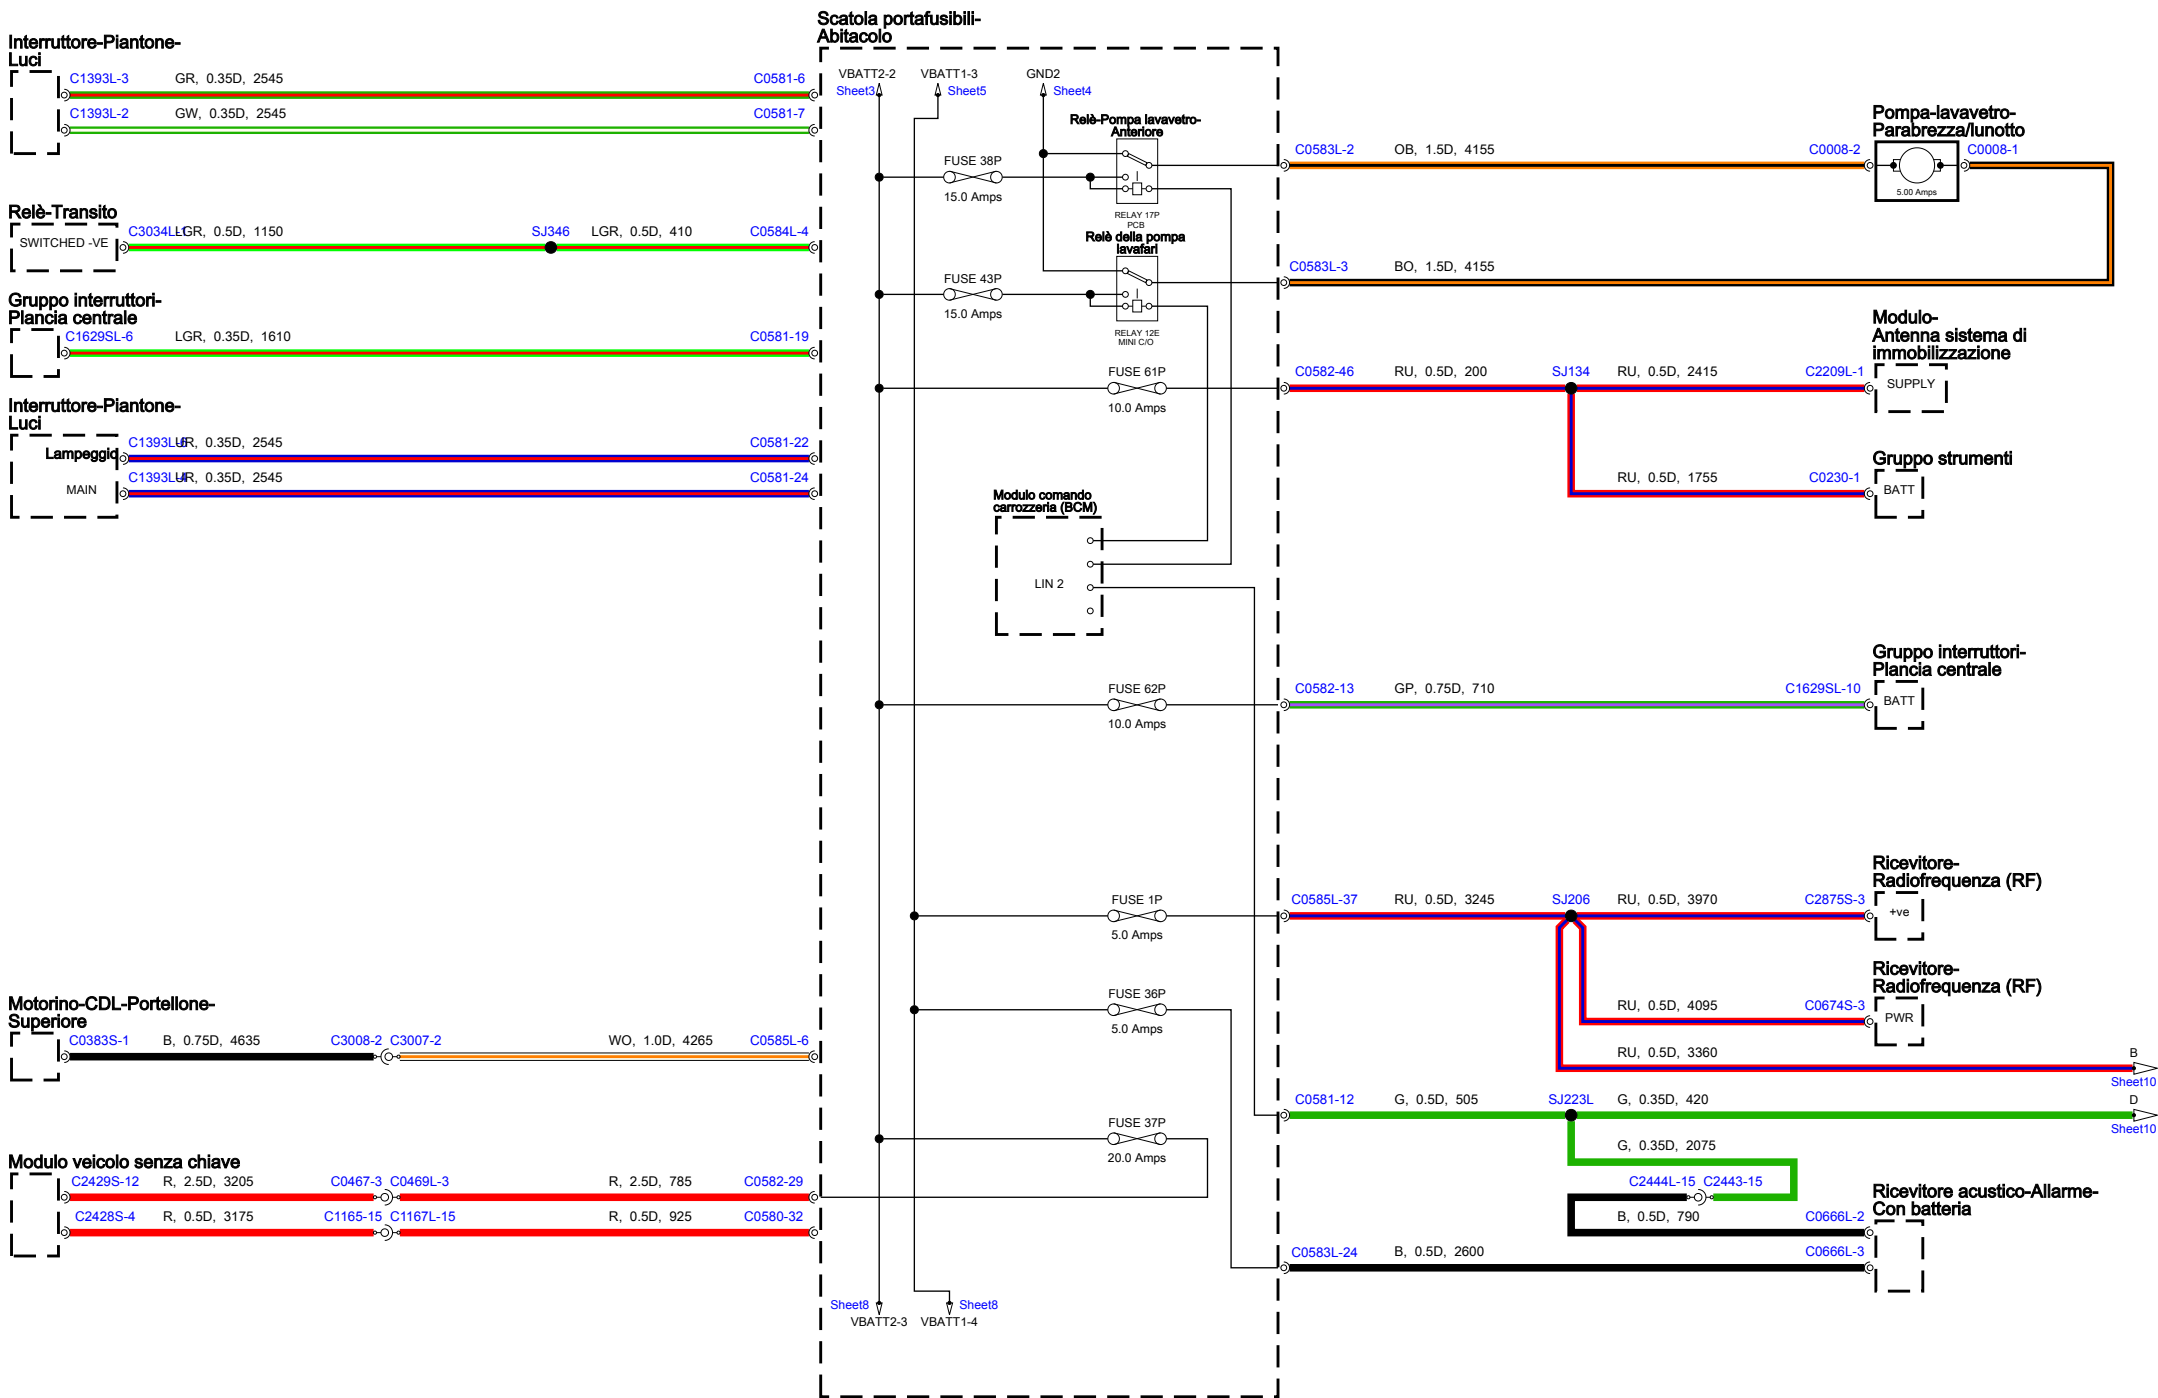 Scatola portafusibili-
Abitacolo
Interruttore-Piantone-
Luci
C1393L-3 GR, 0.35D, 2545 C0581-6
C1393L-2 GW, 0.35D, 2545 C0581-7
VBATT2-2 VBATT1-3 GND2
Sheet3 Sheet5 Sheet4
Relè-Pompa lavavetro-
Anteriore
FUSE 38P
15.0 Amps
RELAY 17P
PCB
C0583L-2 OB, 1.5D, 4155 C0008-2
Pompa-lavavetro-
Parabrezza/lunotto
C0008-1
5.00 Amps
Relè-Transito
SWITCHED -VE
C3034L-1 LGR, 0.5D, 1150 SJ346 LGR, 0.5D, 410 C0584L-4
Relè della pompa
lavafari
FUSE 43P
15.0 Amps
RELAY 12E
MINI C/O
C0583L-3 BO, 1.5D, 4155
Gruppo interruttori-
Plancia centrale
C1629SL-6 LGR, 0.35D, 1610 C0581-19
Modulo-
Antenna sistema di
immobilizzazione
FUSE 61P
10.0 Amps
C0582-46 RU, 0.5D, 200 SJ134 RU, 0.5D, 2415 C2209L-1
SUPPLY
Interruttore-Piantone-
Luci
Lampeggio
C1393L-6 UR, 0.35D, 2545 C0581-22
MAIN
C1393L-4 UR, 0.35D, 2545 C0581-24
Gruppo strumenti
RU, 0.5D, 1755 C0230-1
BATT
Modulo comando
carrozzeria (BCM)
LIN 2
Gruppo interruttori-
Plancia centrale
FUSE 62P
10.0 Amps
C0582-13 GP, 0.75D, 710 C1629SL-10
BATT
Ricevitore-
Radiofrequenza (RF)
FUSE 1P
5.0 Amps
C0585L-37 RU, 0.5D, 3245 SJ206 RU, 0.5D, 3970 C2875S-3
+ve
Ricevitore-
Radiofrequenza (RF)
FUSE 36P
5.0 Amps
RU, 0.5D, 4095 C0674S-3
PWR
Motorino-CDL-Portellone-
Superiore
C0383S-1 B, 0.75D, 4635 C3008-2 C3007-2 WO, 1.0D, 4265 C0585L-6
RU, 0.5D, 3360
B
Sheet10
C0581-12 G, 0.5D, 505 SJ223L G, 0.35D, 420
D
Sheet10
FUSE 37P
20.0 Amps
G, 0.35D, 2075
Modulo veicolo senza chiave
C2429S-12 R, 2.5D, 3205 C0467-3 C0469L-3 R, 2.5D, 785 C0582-29
C2428S-4 R, 0.5D, 3175 C1165-15 C1167L-15 R, 0.5D, 925 C0580-32
C2444L-15 C2443-15
Ricevitore acustico-Allarme-
Con batteria
B, 0.5D, 790 C0666L-2
C0583L-24 B, 0.5D, 2600 C0666L-3
Sheet8 Sheet8
VBATT2-3 VBATT1-4